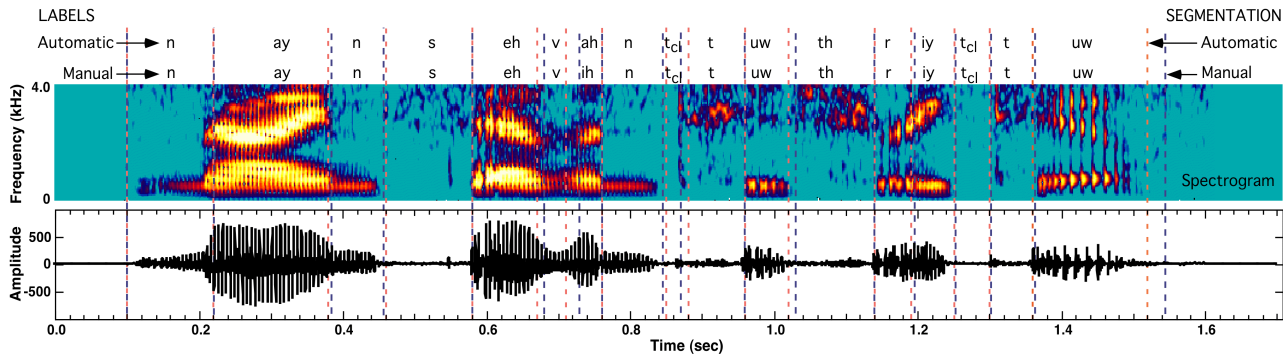 LABELS SEGMENTATION
Automatic n ay n s eh v ah n tcl t uw th r iy tcl t uw Automatic
Manual n ay n s eh v ih n tcl t uw th r iy tcl t uw Manual
4.0
Frequency (kHz)
Spectrogram
0
500
Amplitude
0
-500
0.0 0.2 0.4 0.6 0.8 1.0 1.2 1.4 1.6
Time (sec)